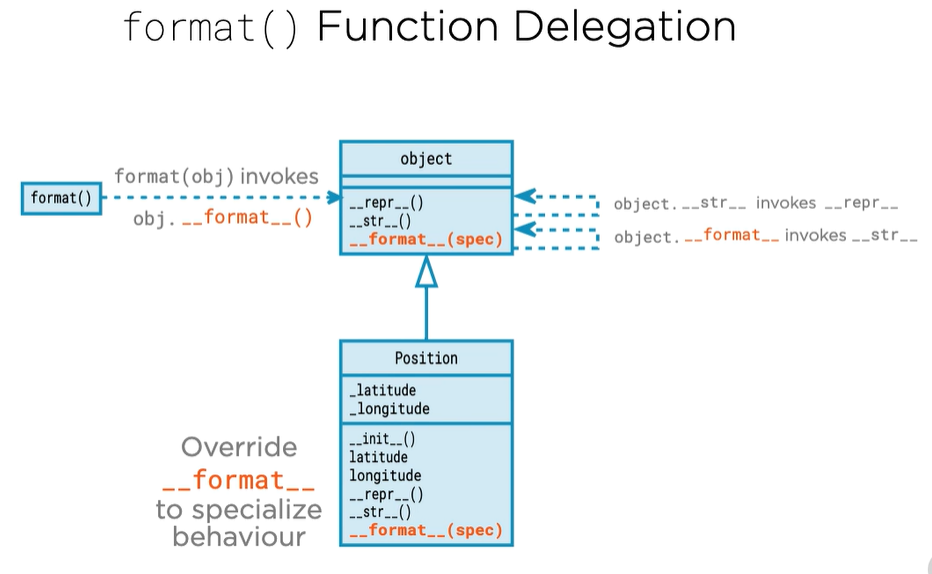 format() Function Delegation
format(obj) invokes
format()
obj.__format__()
object
__repr__()
__str__()
__format__(spec)
object.__str__ invokes __repr__
object.__format__ invokes __str__
Position
_latitude
_longitude
__init__()
latitude
longitude
__repr__()
__str__()
__format__(spec)
Override
__format__
to specialize
behaviour